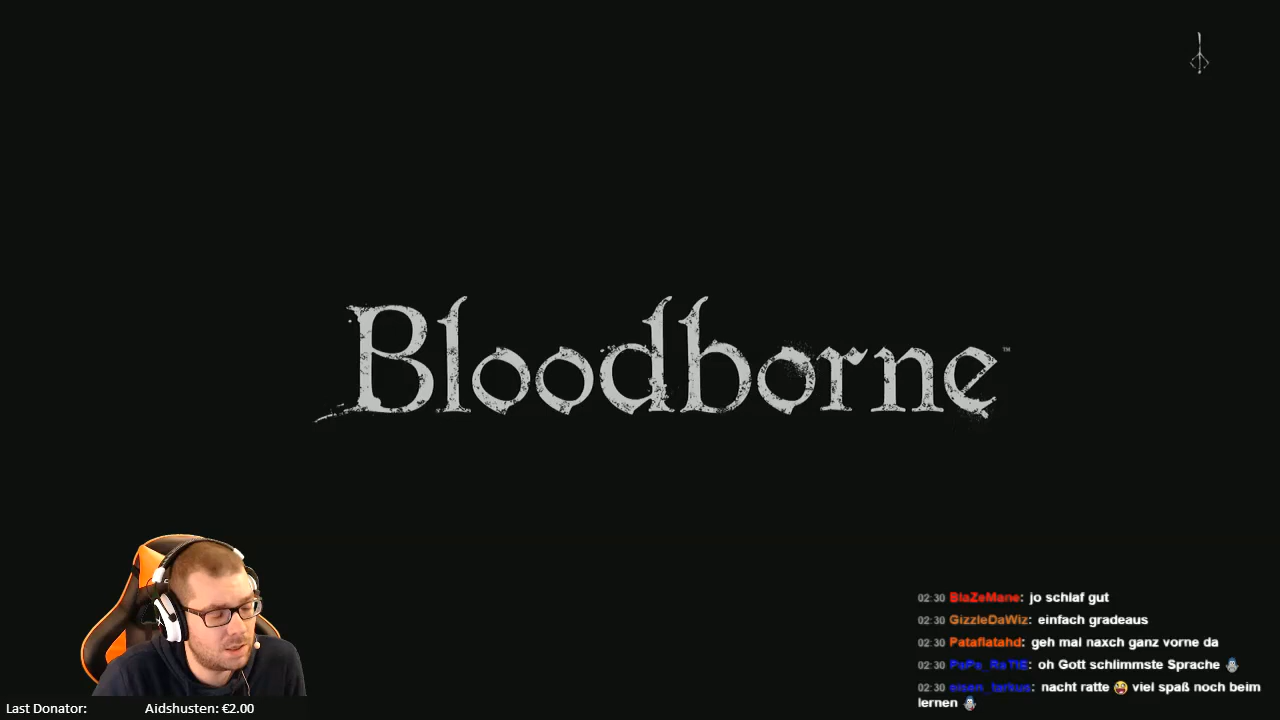 Bloodborne™
02:30 BlaZeMane: jo schlaf gut
02:30 GizzleDaWiz: einfach gradeaus
02:30 Pataflatahd: geh mal naxch ganz vorne da
02:30 oh Gott schlimmste Sprache
02:30 nacht ratte viel spaß noch beim
lernen
Last Donator: Aidshusten: €2.00